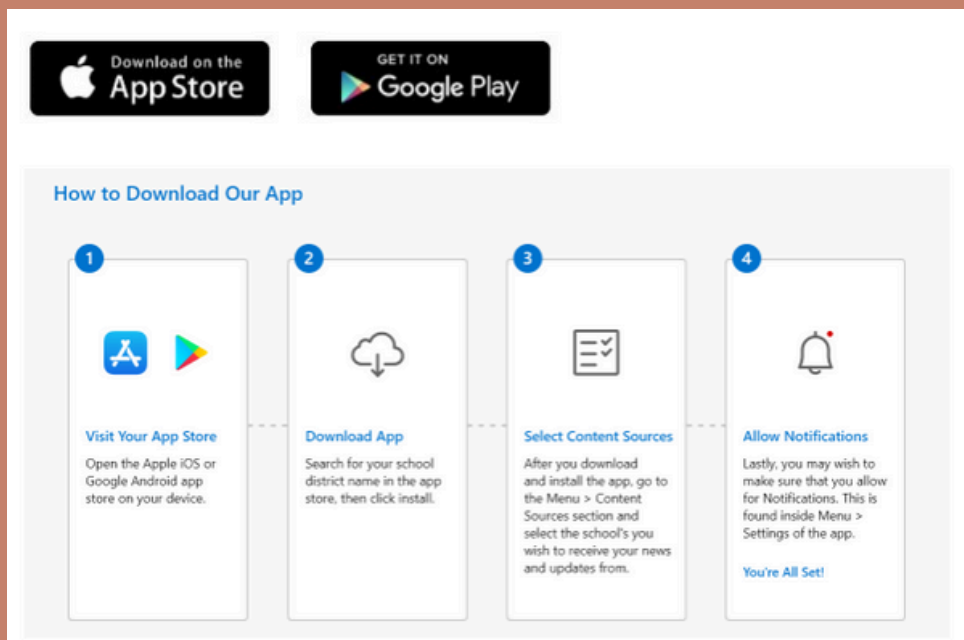 Download on the
App Store
GET IT ON
Google Play
How to Download Our App
1
Visit Your App Store
Open the Apple iOS or
Google Android app
store on your device.
2
Download App
Search for your school
district name in the app
store, then click install.
3
Select Content Sources
After you download
and install the app, go to
the Menu > Content
Sources section and
select the school's you
wish to receive your news
and updates from.
4
Allow Notifications
Lastly, you may wish to
make sure that you allow
for Notifications. This is
found inside Menu >
Settings of the app.
You're All Set!